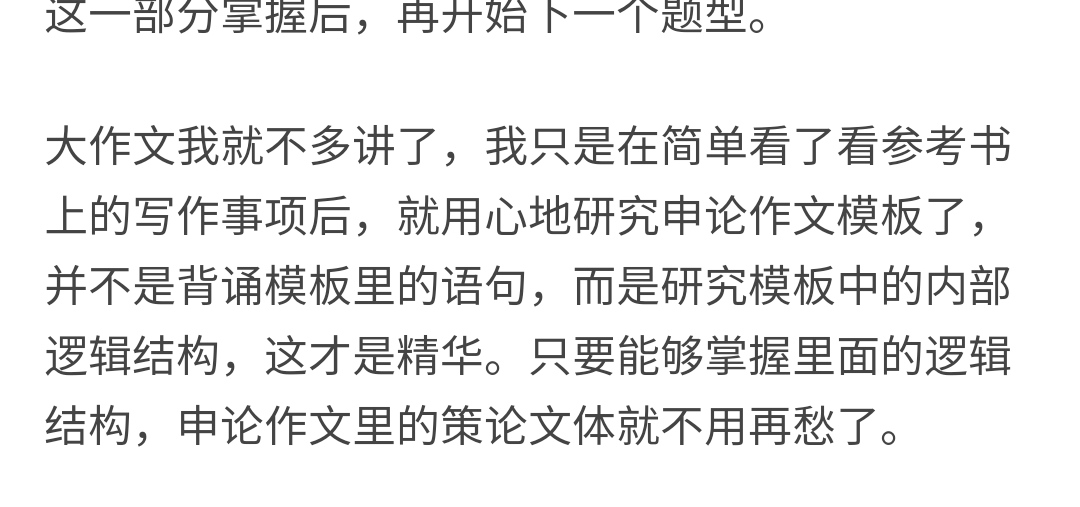 这一部分掌握后，再开始下一个题型。
大作文我就不多讲了，我只是在简单看了看参考书
上的写作事项后，就用心地研究申论作文模板了，
并不是背诵模板里的语句，而是研究模板中的内部
逻辑结构，这才是精华。只要能够掌握里面的逻辑
结构，申论作文里的策论文体就不用再愁了。